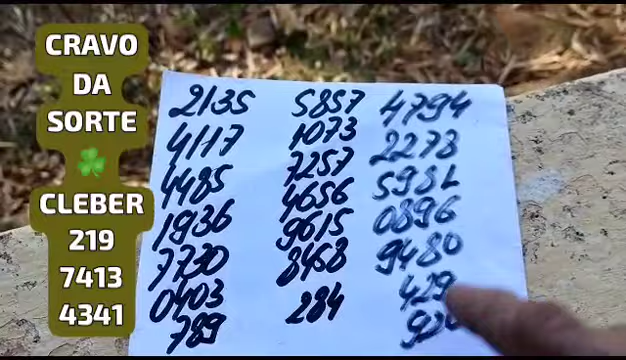 CRAVO
DA
SORTE
☘
CLEBER
219
7413
4341
2135 5857 4794
4117 1073 2273
4485 7257
1936 4656 0896
7730 9615 9480
0403 8468 429
789 284